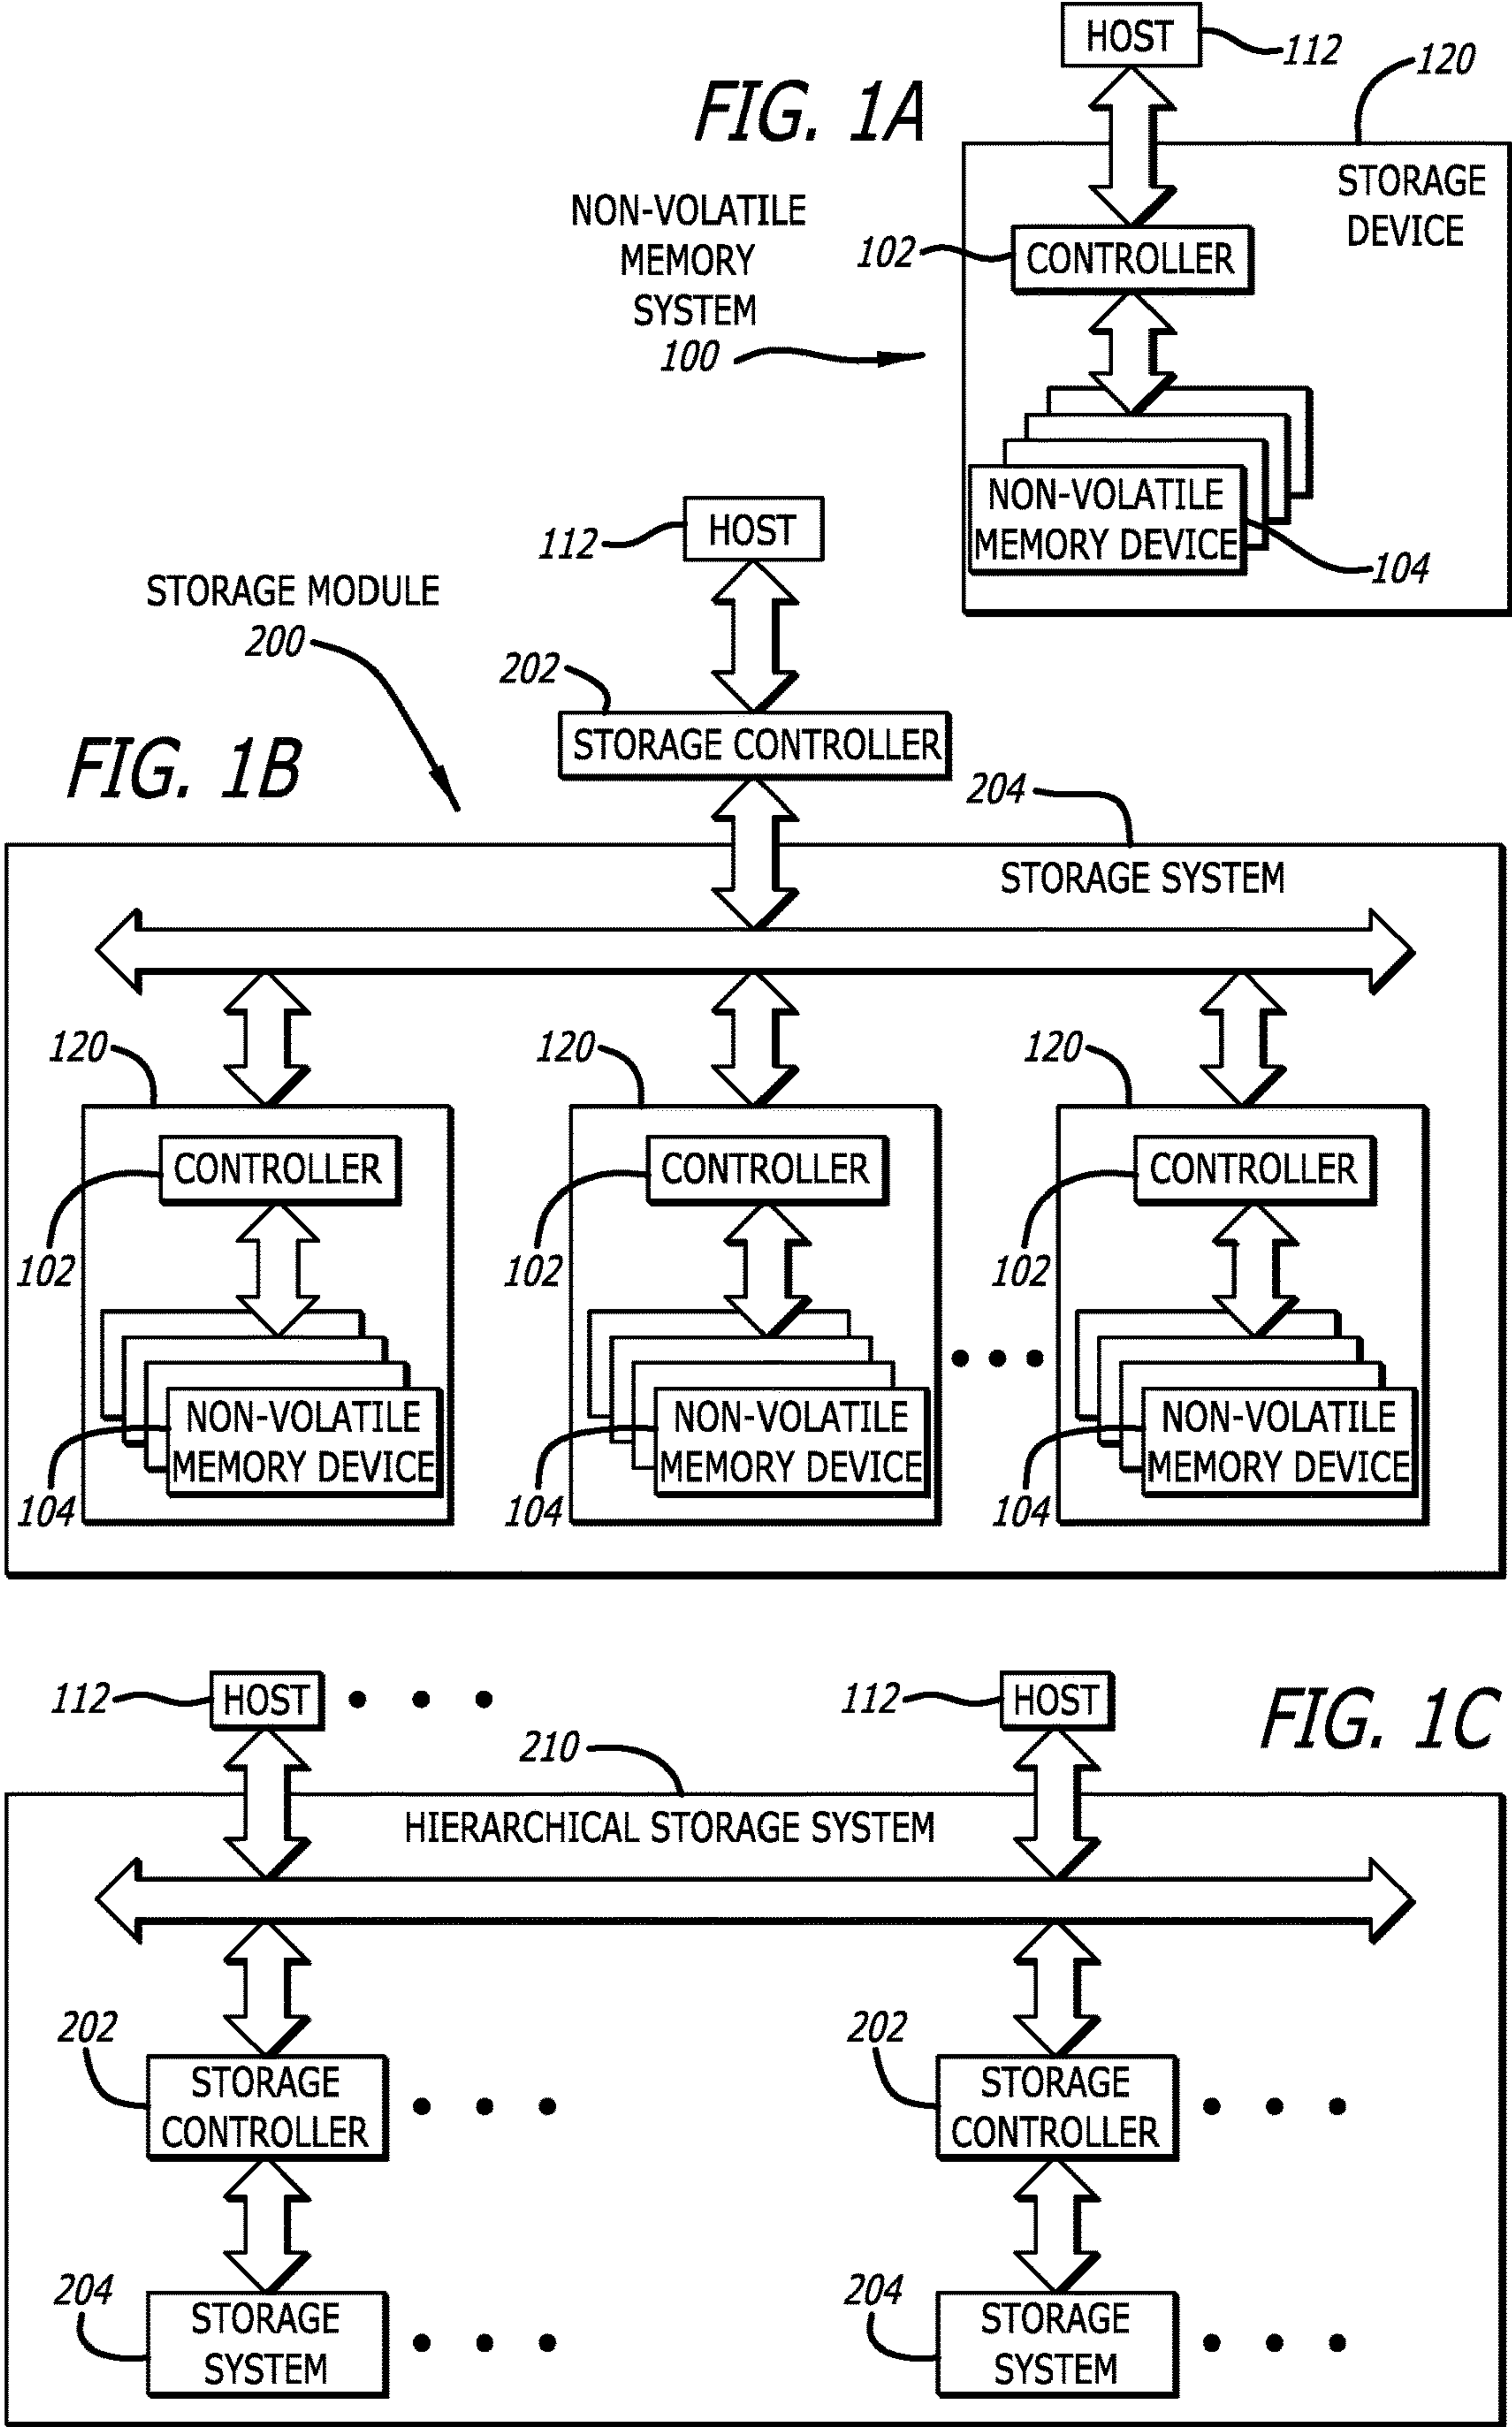 HOST
112
120
FIG. 1A
STORAGE
DEVICE
NON-VOLATILE
MEMORY
SYSTEM
100
102
CONTROLLER
NON-VOLATILE
MEMORY DEVICE
104
112
HOST
STORAGE MODULE
200
202
STORAGE CONTROLLER
FIG. 1B
204
STORAGE SYSTEM
120
120
120
CONTROLLER
CONTROLLER
CONTROLLER
102
102
102
NON-VOLATILE
MEMORY DEVICE
NON-VOLATILE
MEMORY DEVICE
NON-VOLATILE
MEMORY DEVICE
104
104
104
112
HOST
112
HOST
FIG. 1C
210
HIERARCHICAL STORAGE SYSTEM
202
202
STORAGE
CONTROLLER
STORAGE
CONTROLLER
204
204
STORAGE
SYSTEM
STORAGE
SYSTEM